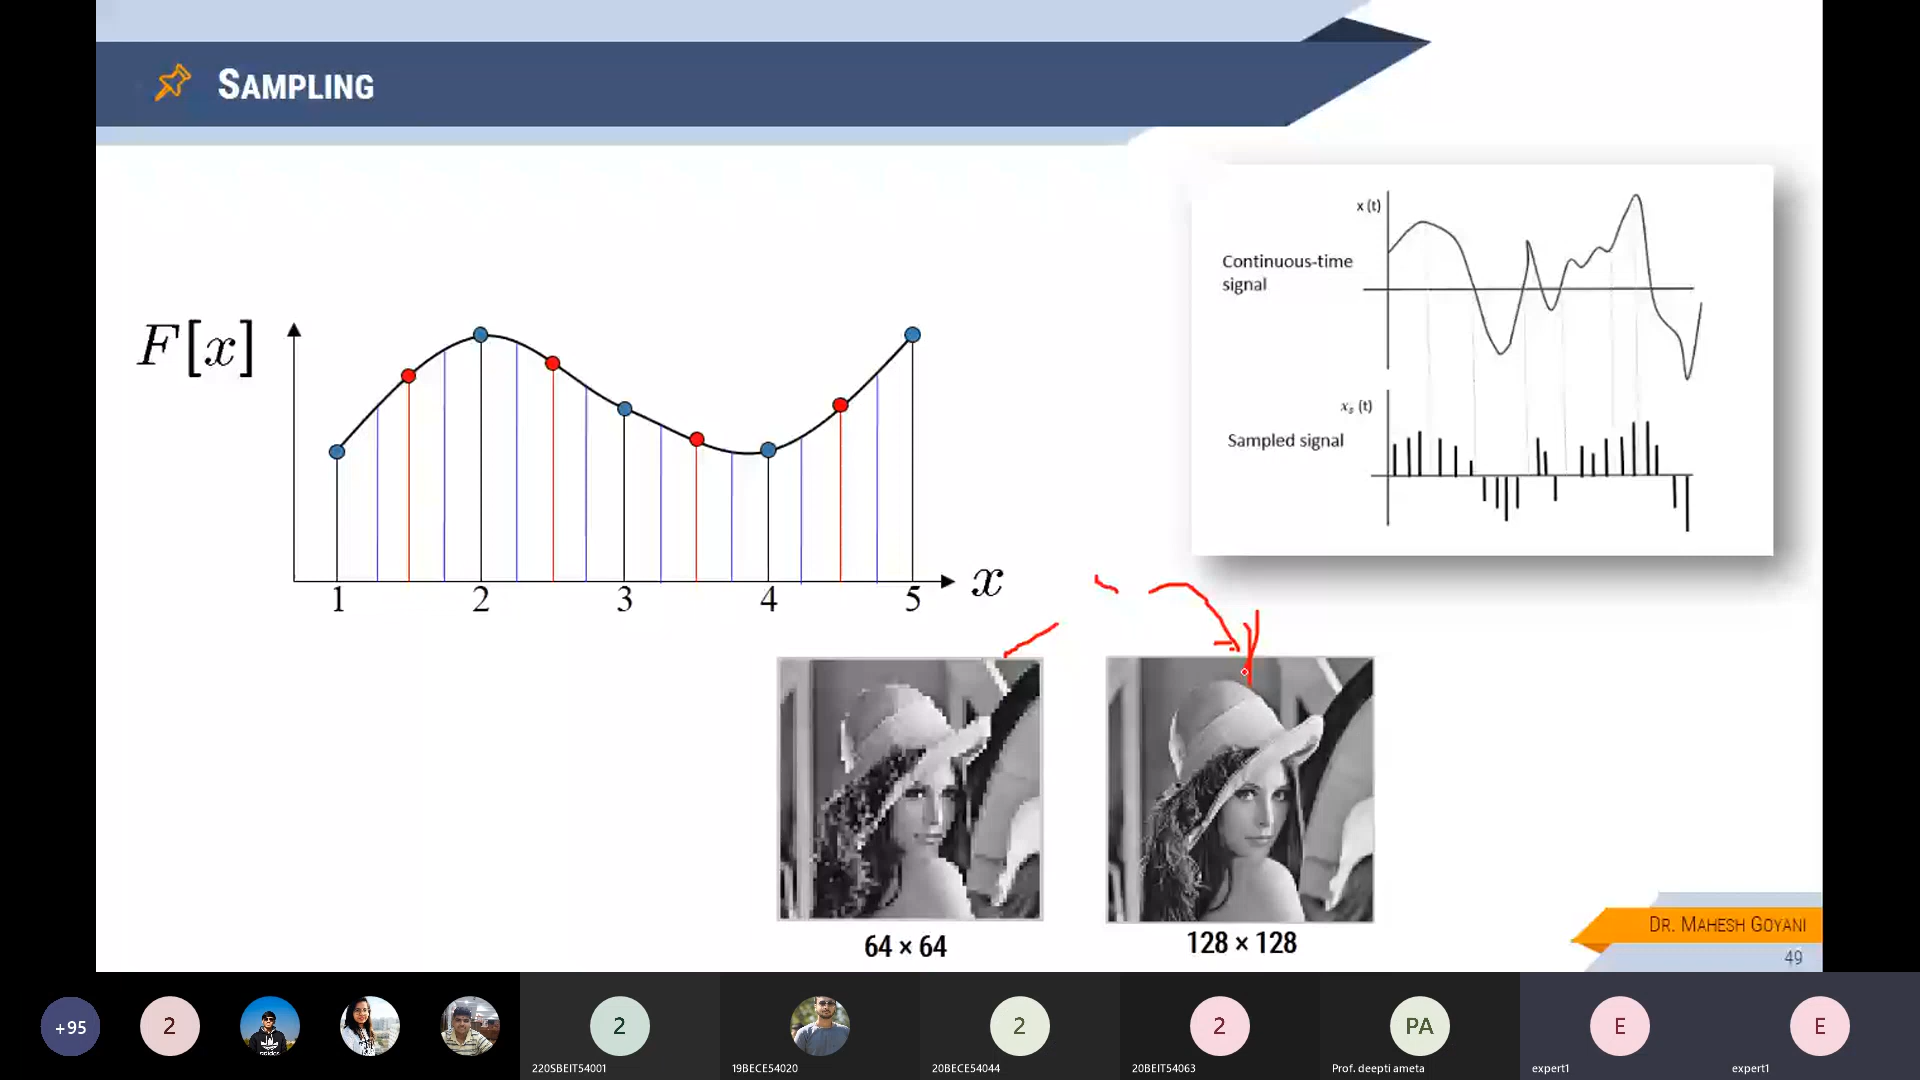 SAMPLING
x (t)
Continuous-time
signal
F[x]
xs (t)
Sampled signal
x
1 2 3 4 5
64 × 64
128 × 128
DR. MAHESH GOYANI
49
+95
2
2
2
2
PA
E
E
220SBEIT54001
19BECE54020
20BECE54044
20BEIT54063
Prof. deepti ameta
expert1
expert1